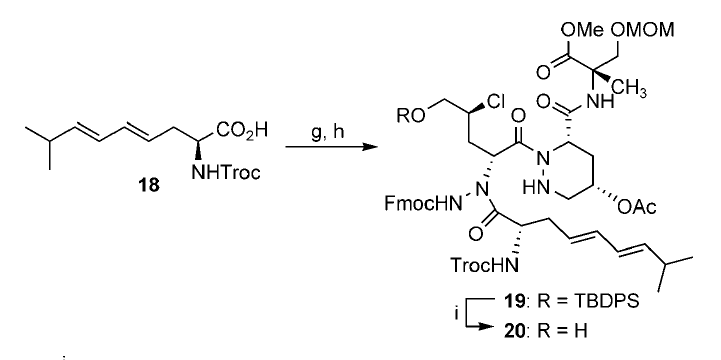 OMe OMOM
O
CH₃
NH
O
Cl
RO
O
N
HN
OAc
N
FmocHN
O
TrocHN
CO₂H
NHTroc
18
g, h
19: R = TBDPS
i
20: R = H